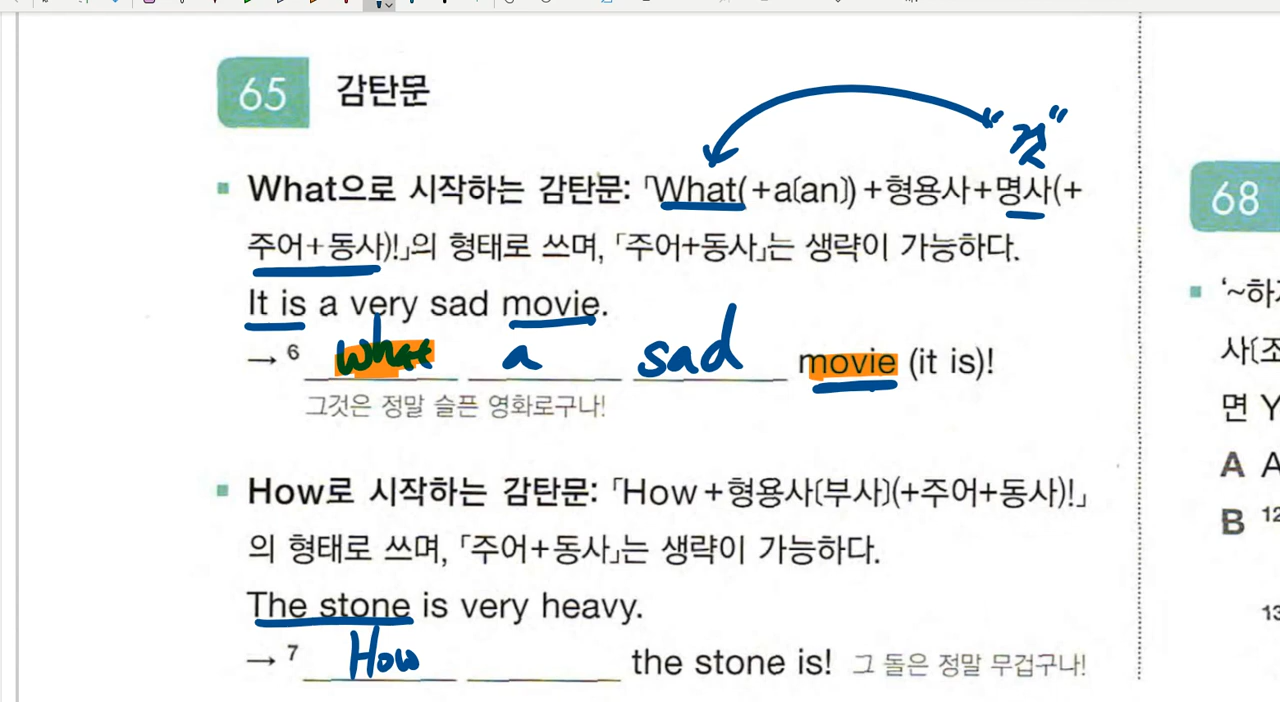 65 감탄문
"것"
What으로 시작하는 감탄문: 「What(+a(an))+형용사+명사(+
주어+동사)!」의 형태로 쓰며, 「주어+동사」는 생략이 가능하다.
It is a very sad movie.
→ 6 what a sad movie (it is)!
그것은 정말 슬픈 영화로구나!
How로 시작하는 감탄문: 「How+형용사(부사)(+주어+동사)!」
의 형태로 쓰며, 「주어+동사」는 생략이 가능하다.
The stone is very heavy.
→ 7 How the stone is! 그 돌은 정말 무겁구나!
68
'~하
사(조
면 Y
A A
B 12
13